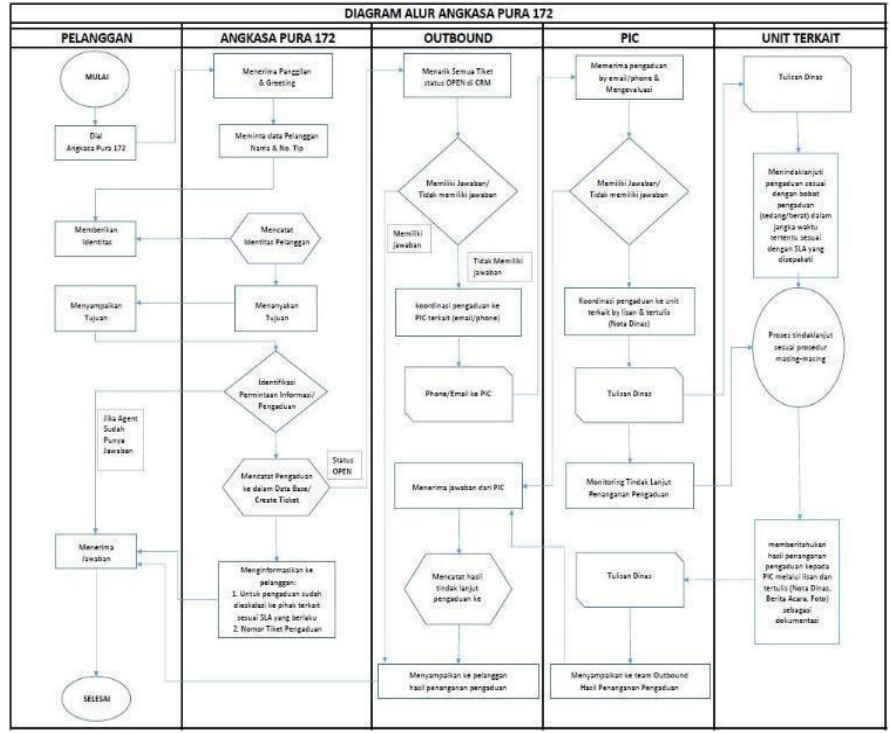 DIAGRAM ALUR ANGKASA PURA 172
PELANGGAN
ANGKASA PURA 172
OUTBOUND
PIC
UNIT TERKAIT
MULAI
Dial
Angkasa Pura 172
Memberikan
Identitas
Menyampaikan
Tujuan
Jika Agent
Sudah
Punya
Jawaban
Menerima
Jawaban
SELESAI
Menerima Panggilan
& Greeting
Meminta data Pelanggan
Nama & No. Tlp
Mencatat
Identitas Pelanggan
Menanyakan
Tujuan
Identifikasi
Permintaan Informasi/
Pengaduan
Status
OPEN
Mencatat Pengaduan
ke dalam Data Base/
Create Ticket
Menginformasikan ke
pelanggan:
1. Untuk pengaduan sudah
dieskalasi ke pihak terkait
sesuai SLA yang berlaku
2. Nomor Tiket Pengaduan
Menarik Semua Tiket
status OPEN di CRM
Memiliki Jawaban/
Tidak memiliki jawaban
Memiliki
jawaban
Tidak Memiliki
jawaban
koordinasi pengaduan ke
PIC terkait (email/phone)
Phone/Email ke PIC
Menerima jawaban dari PIC
Mencatat hasil
tindak lanjut
pengaduan ke
Menyampaikan ke pelanggan
hasil penanganan pengaduan
Memerima pengaduan
by email/phone &
Mengevaluasi
Memiliki Jawaban/
Tidak memiliki jawaban
Koordinasi pengaduan ke unit
terkait by lisan & tertulis
(Nota Dinas)
Tulisan Dinas
Monitoring Tindak Lanjut
Penanganan Pengaduan
Tulisan Dinas
Menyampaikan ke team Outbound
Hasil Penanganan Pengaduan
Tulisan Dinas
Menindaklanjuti
pengaduan sesuai
dengan bobot
pengaduan
(sedang/berat) dalam
jangka waktu
tertentu sesuai
dengan SLA yang
disepakati
Proses tindaklanjut
sesuai prosedur
masing-masing
memberitahukan
hasil penanganan
pengaduan kepada
PIC melalui lisan dan
tertulis (Nota Dinas,
Berita Acara, Foto)
sebagai
dokumentasi